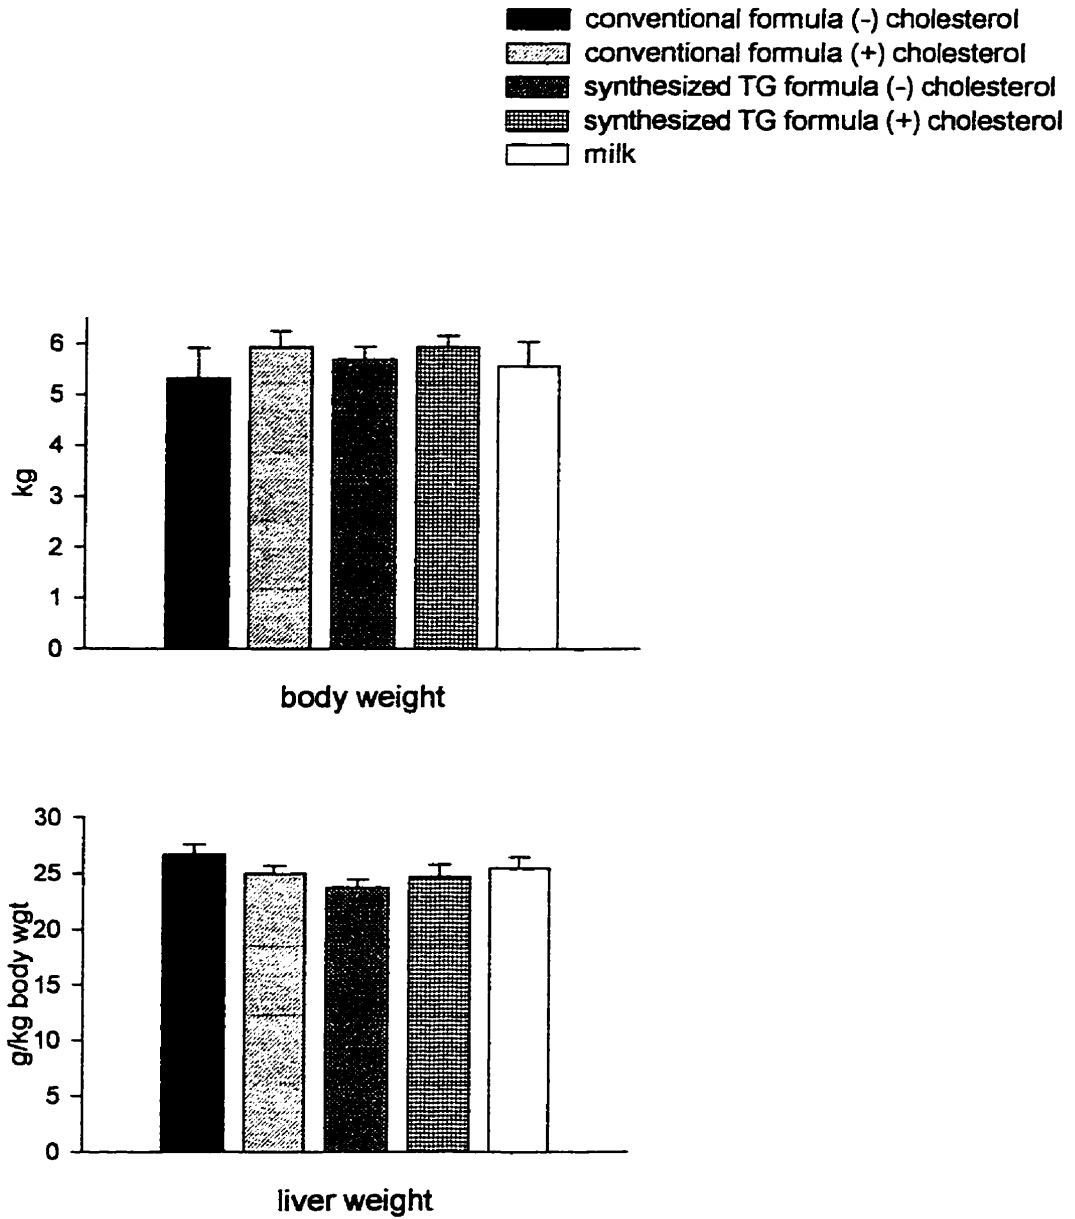 conventional formula (-) cholesterol
conventional formula (+) cholesterol
synthesized TG formula (-) cholesterol
synthesized TG formula (+) cholesterol
milk
6
5
4
3
2
1
0
kg
body weight
30
25
20
15
10
5
0
g/kg body wgt
liver weight